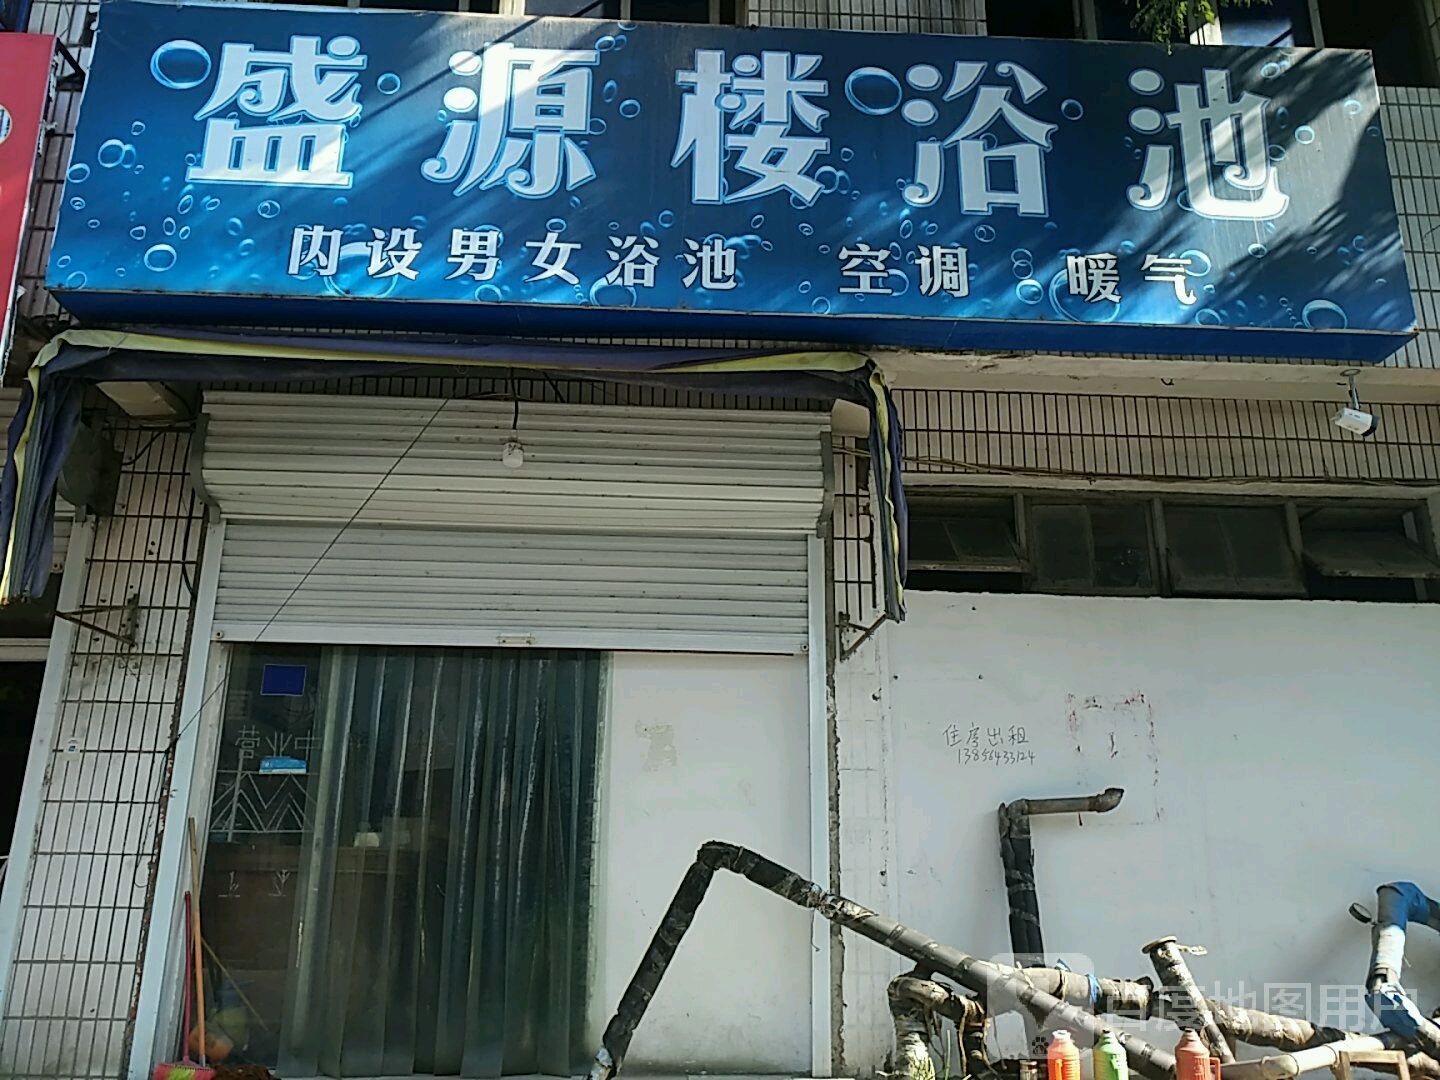 盛源楼浴池
内设男女浴池 空调 暖气
营业中
住房出租
13856433124
百度地图用户